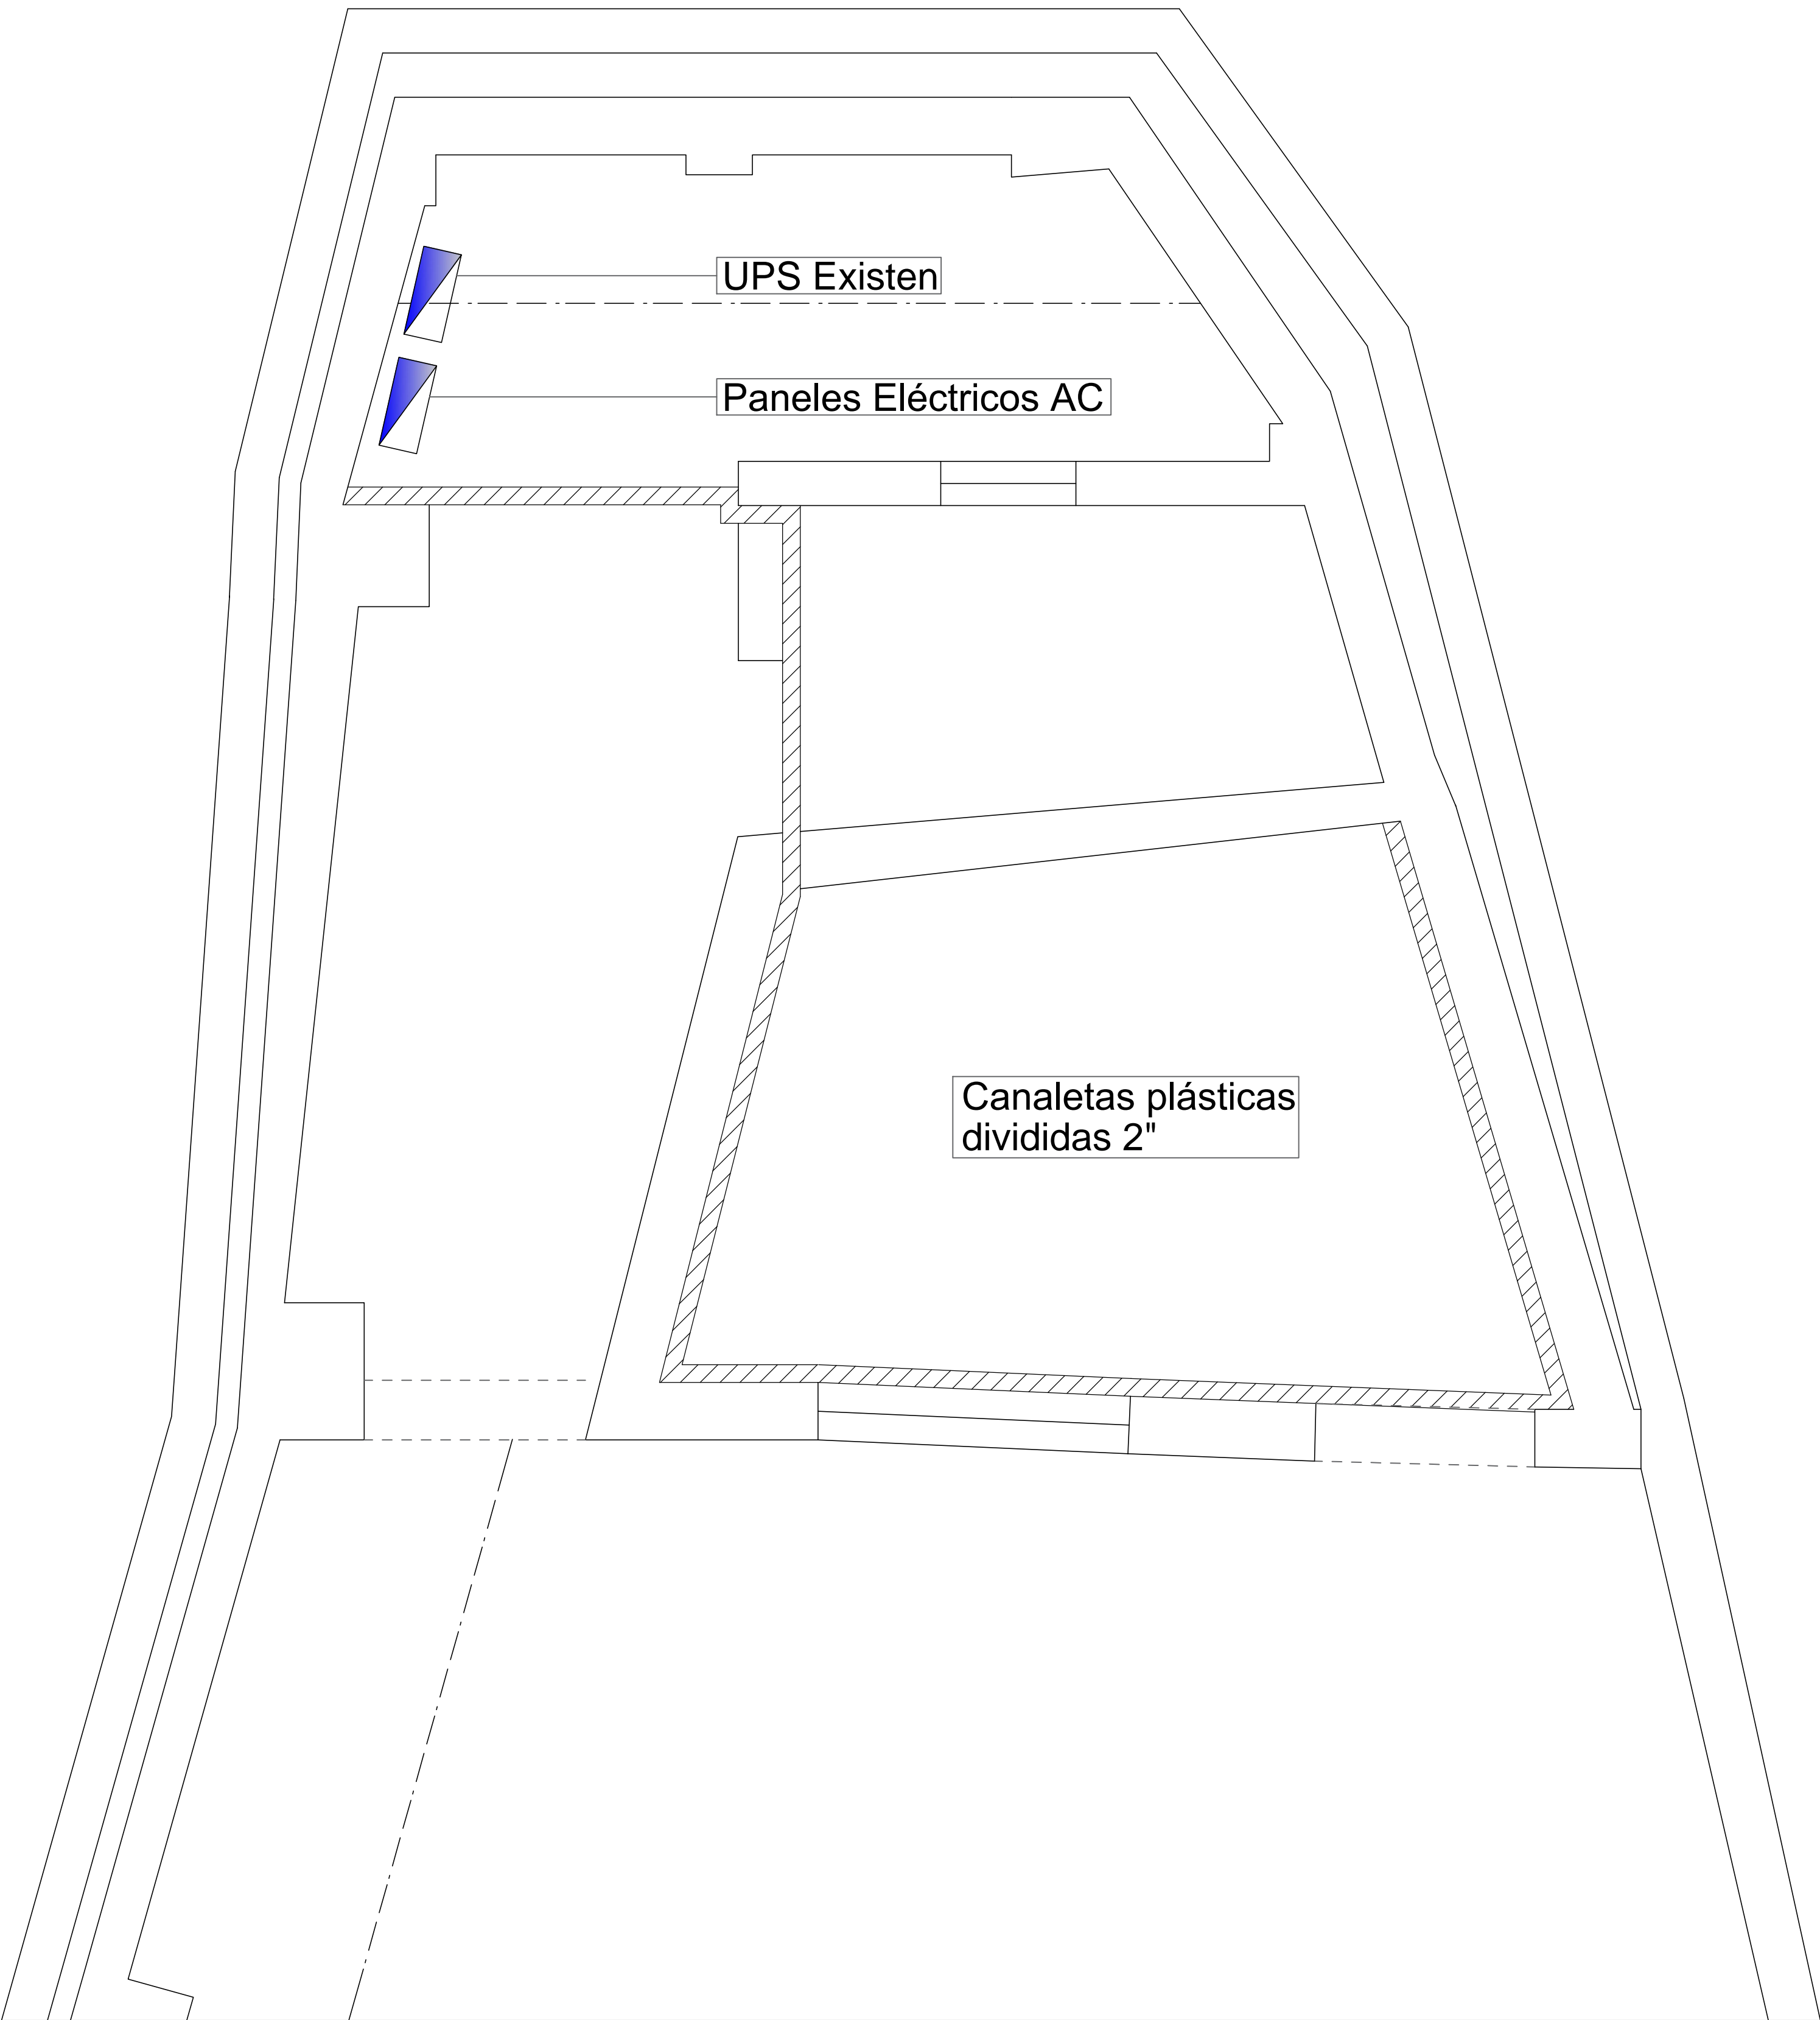 UPS Existen
Paneles Eléctricos AC
Canaletas plásticas
divididas 2"